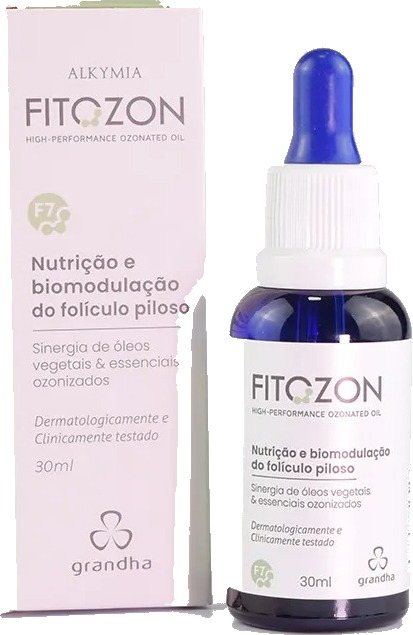 ALKYMIA
FITOZON
HIGH-PERFORMANCE OZONATED OIL
F7
Nutrição e
biomodulação
do folículo piloso
Sinergia de óleos
vegetais & essenciais
ozonizados
Dermatologicamente e
Clinicamente testado
30ml
grandha
FITOZON
HIGH-PERFORMANCE OZONATED OIL
Nutrição e biomodulação
do folículo piloso
Sinergia de óleos vegetais
& essenciais ozonizados
Dermatologicamente e
Clinicamente testado
F7
30ml
grandha